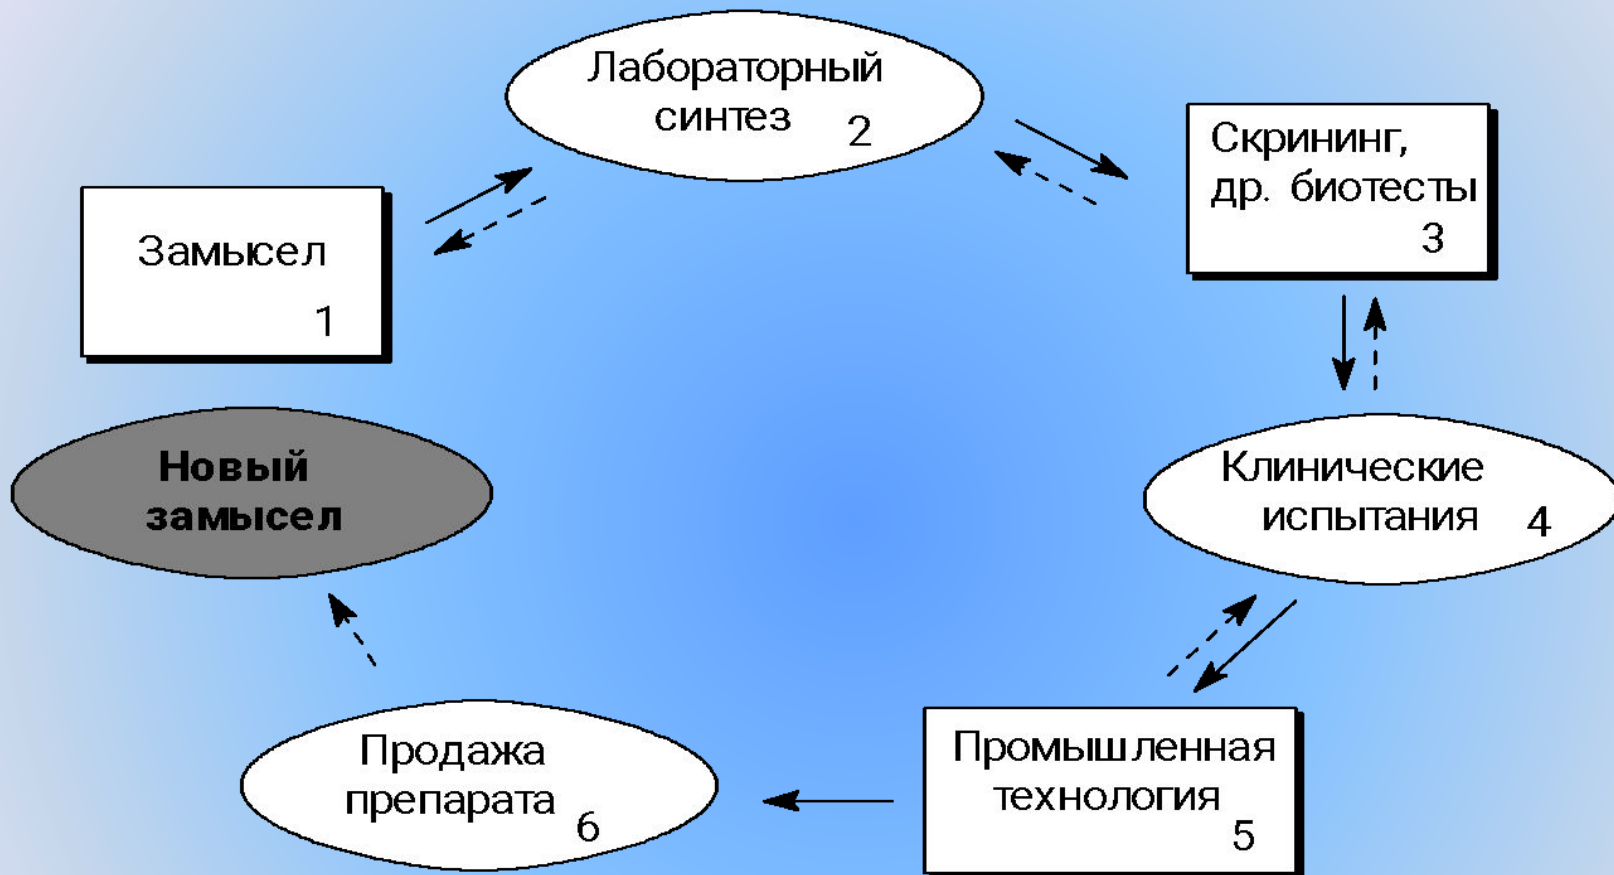 Замысел
1
Лабораторный
синтез 2
Скрининг,
др. биотесты
3
Клинические
испытания 4
Промышленная
технология
5
Продажа
препарата
6
Новый
замысел